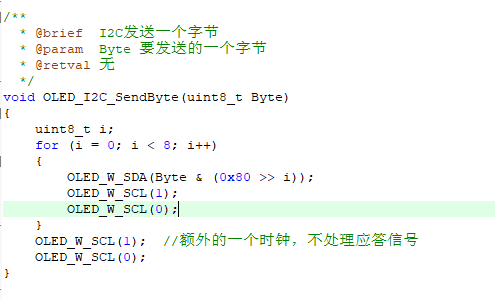 /**
  * @brief  I2C发送一个字节
  * @param  Byte 要发送的一个字节
  * @retval 无
  */
void OLED_I2C_SendByte(uint8_t Byte)
{
    uint8_t i;
    for (i = 0; i < 8; i++)
    {
        OLED_W_SDA(Byte & (0x80 >> i));
        OLED_W_SCL(1);
        OLED_W_SCL(0);
    }
    OLED_W_SCL(1);  //额外的一个时钟，不处理应答信号
    OLED_W_SCL(0);
}